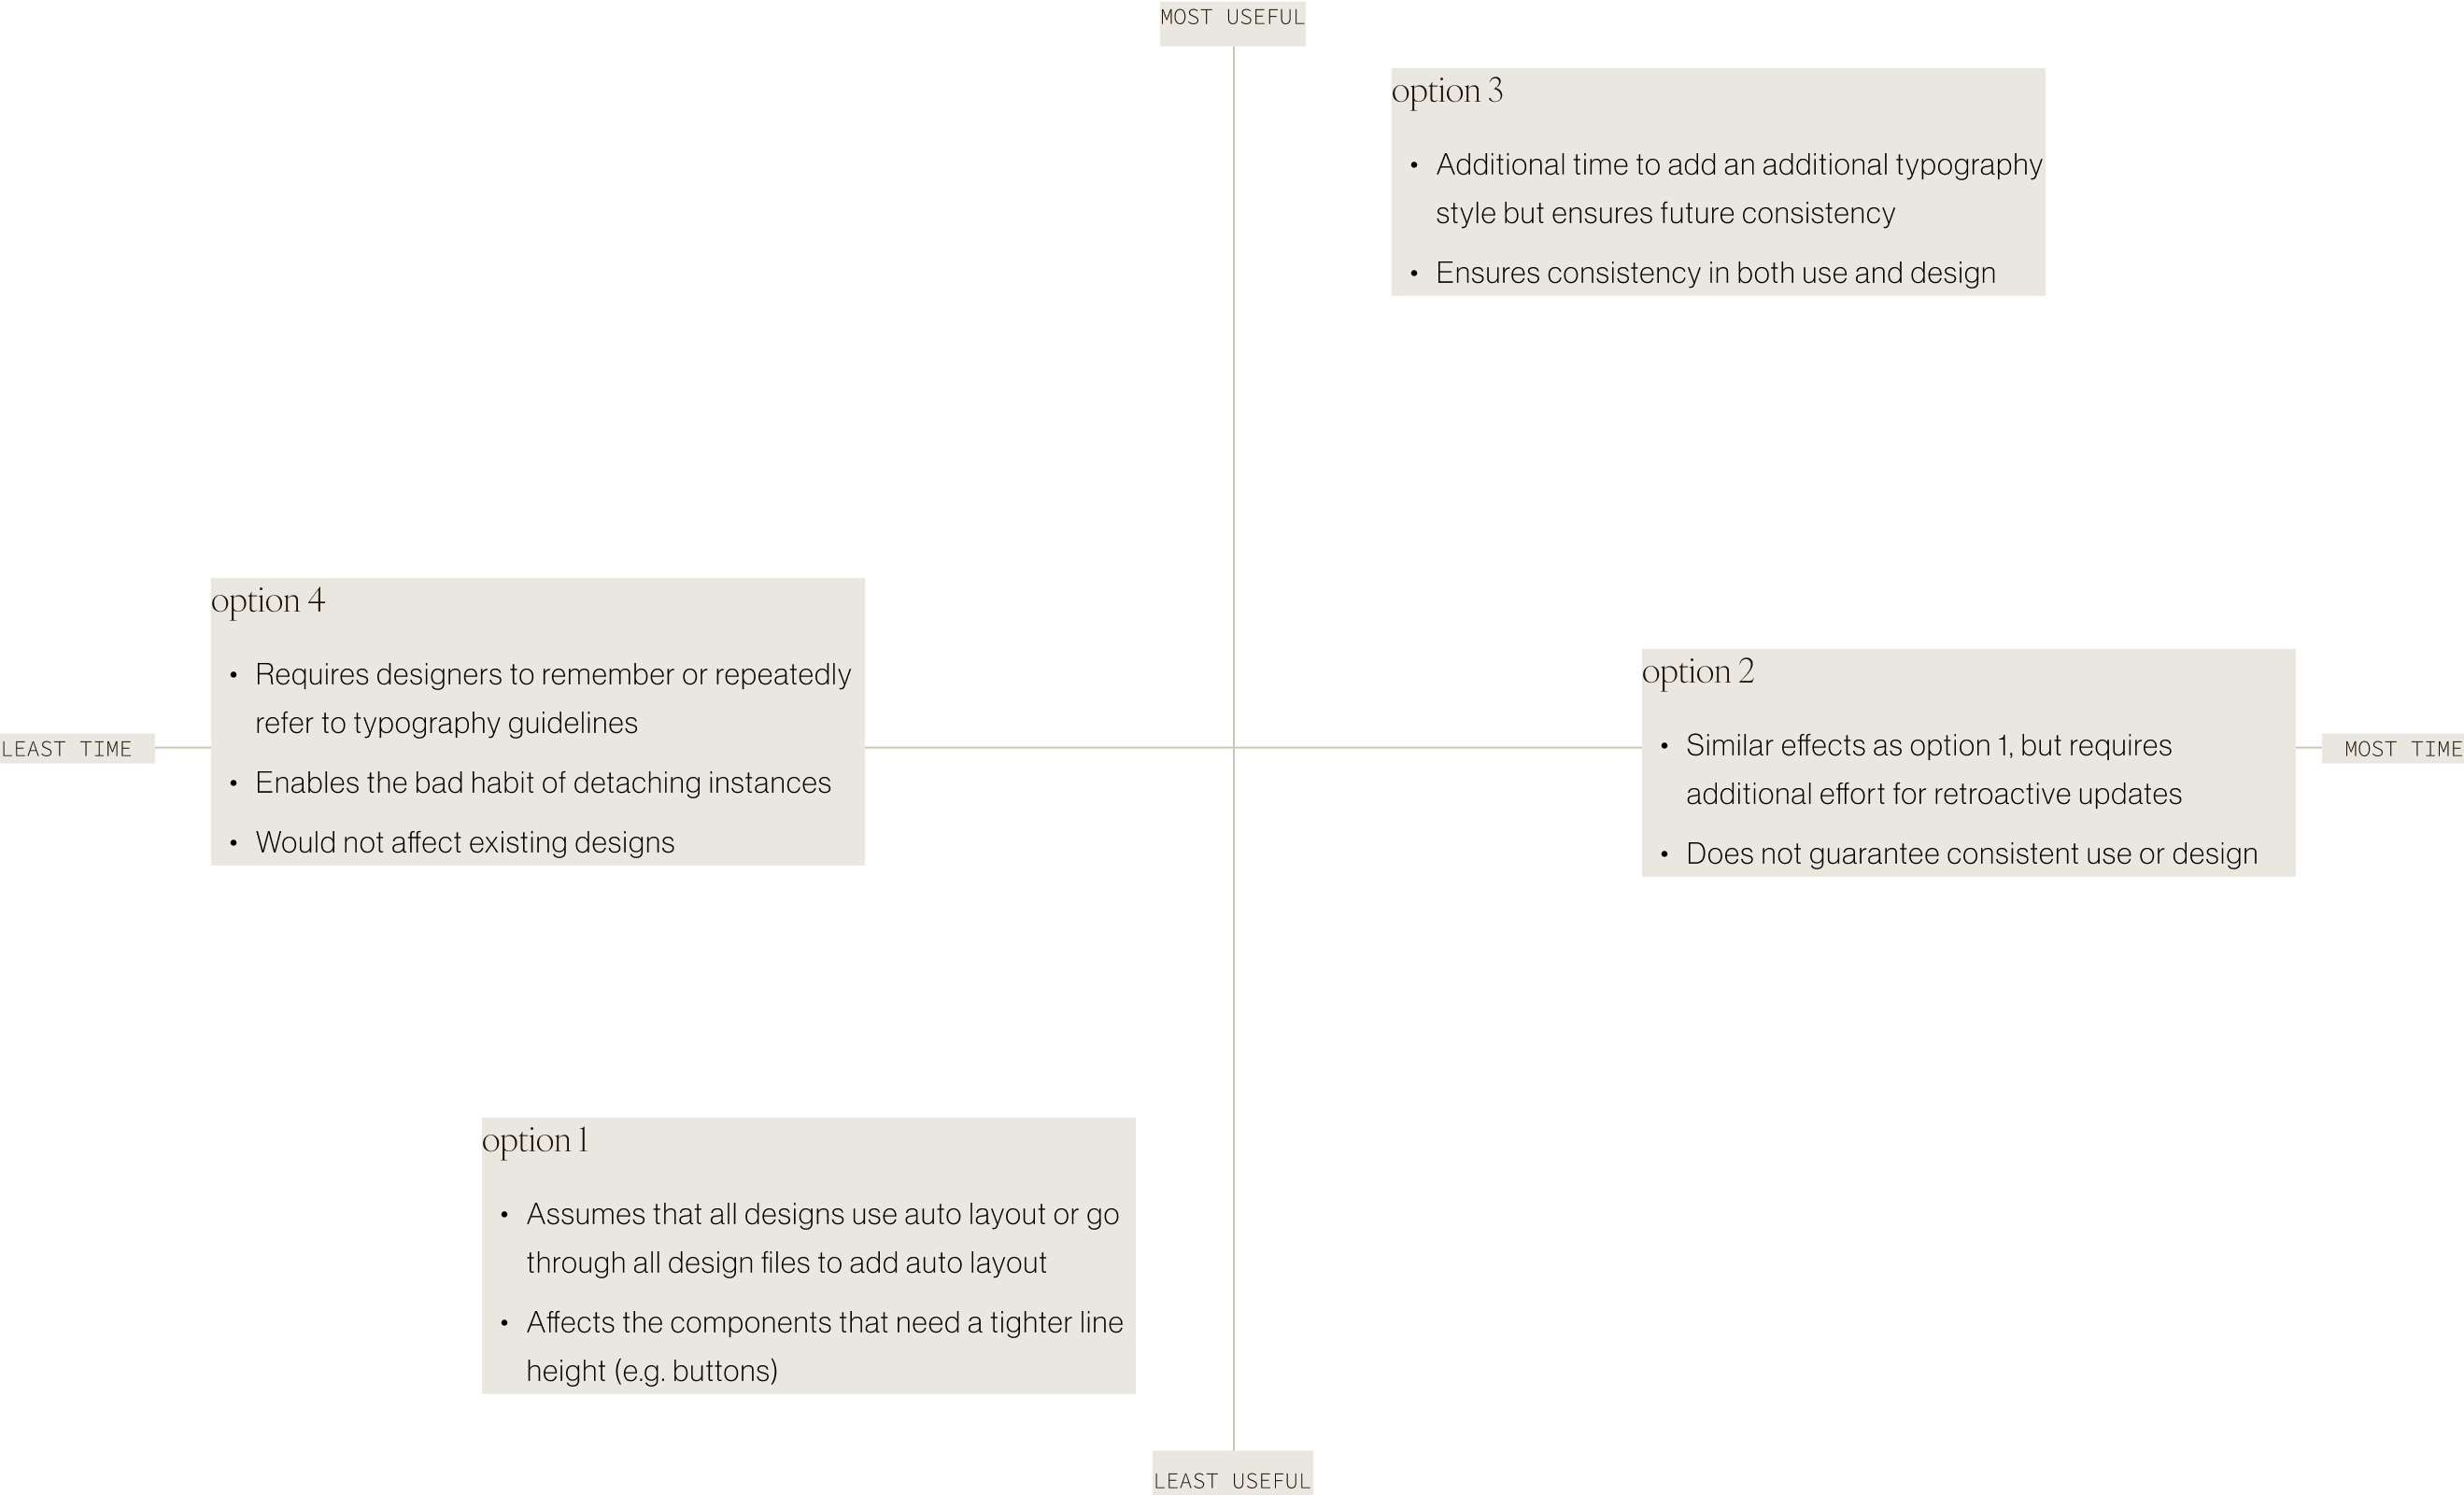 MOST USEFUL
option 3
• Additional time to add an additional typography
style but ensures future consistency
• Ensures consistency in both use and design
option 4
• Requires designers to remember or repeatedly
refer to typography guidelines
• Enables the bad habit of detaching instances
• Would not affect existing designs
LEAST TIME
option 2
• Similar effects as option 1, but requires
additional effort for retroactive updates
• Does not guarantee consistent use or design
MOST TIME
option 1
• Assumes that all designs use auto layout or go
through all design files to add auto layout
• Affects the components that need a tighter line
height (e.g. buttons)
LEAST USEFUL